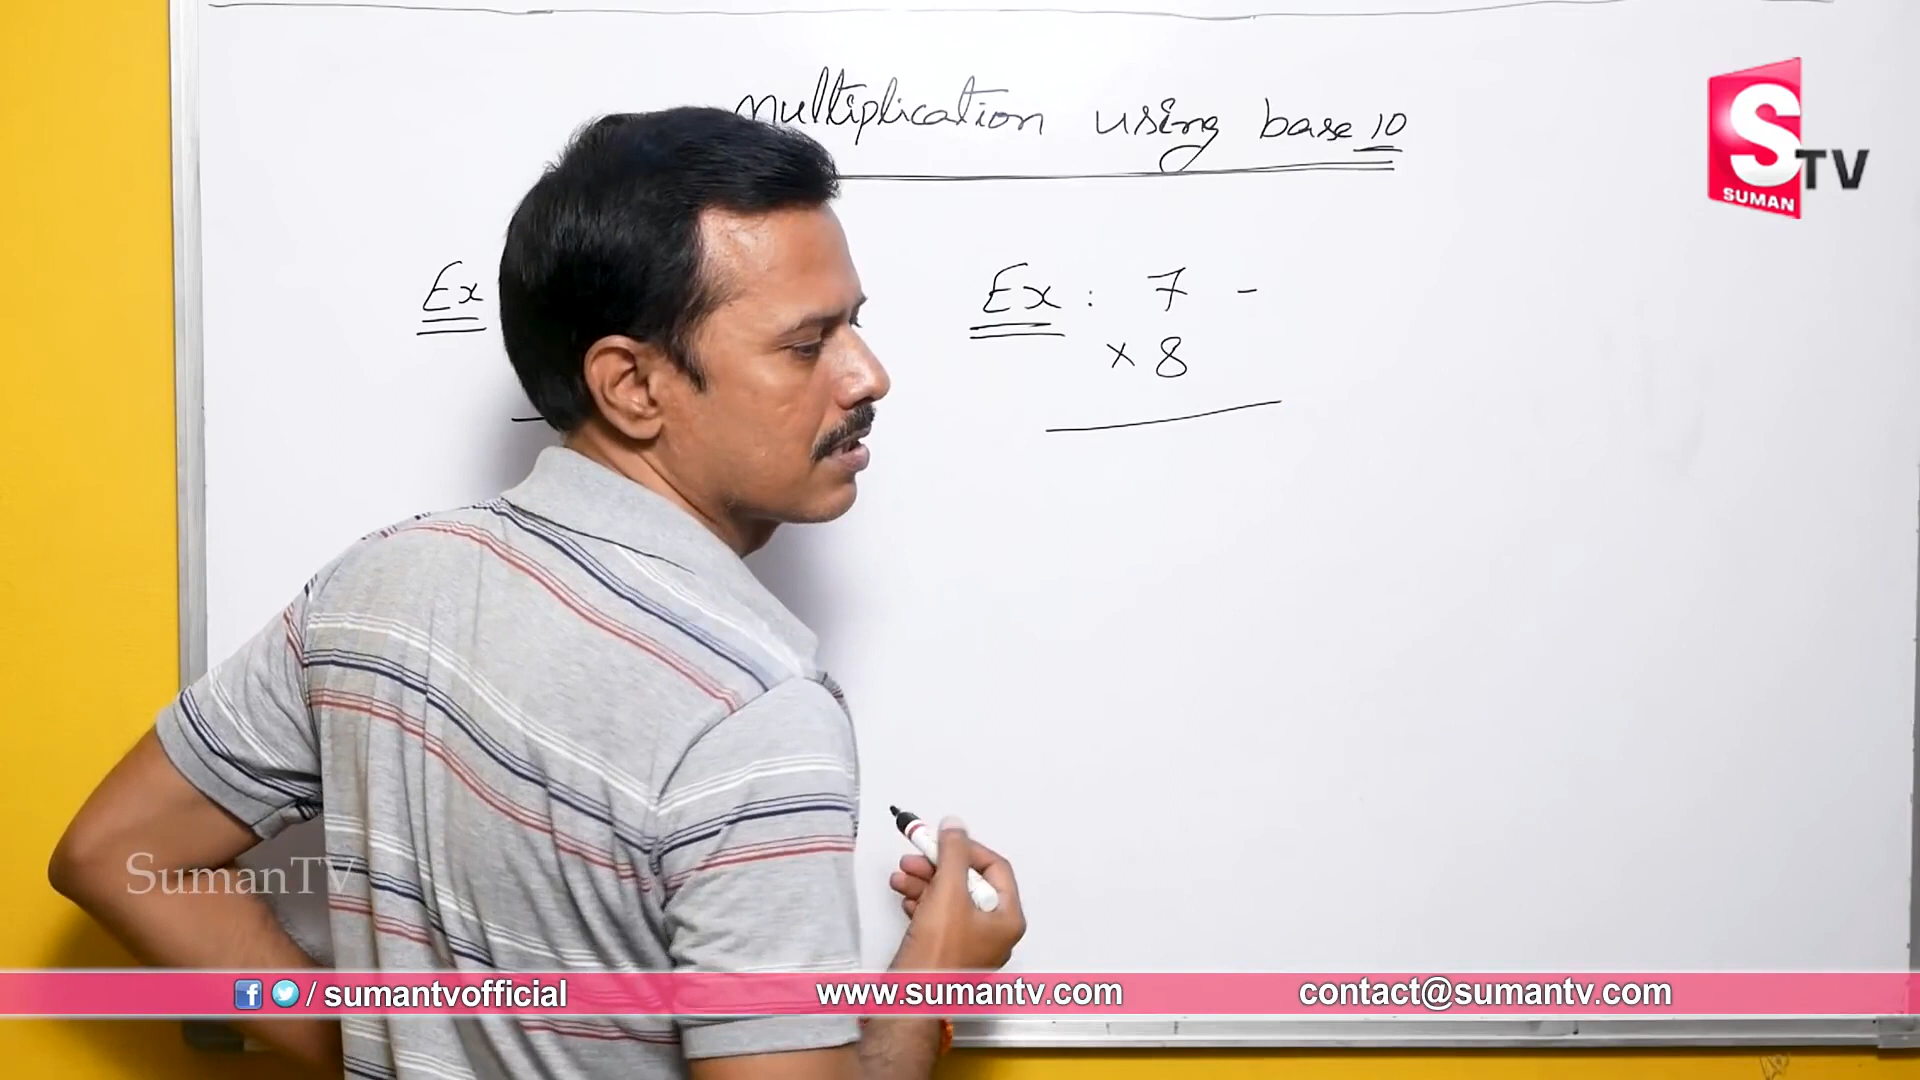 multiplication using base 10
S
TV
SUMAN
Ex
Ex : 7 -
× 8
SumanTV
f / sumantvofficial
www.sumantv.com
contact@sumantv.com